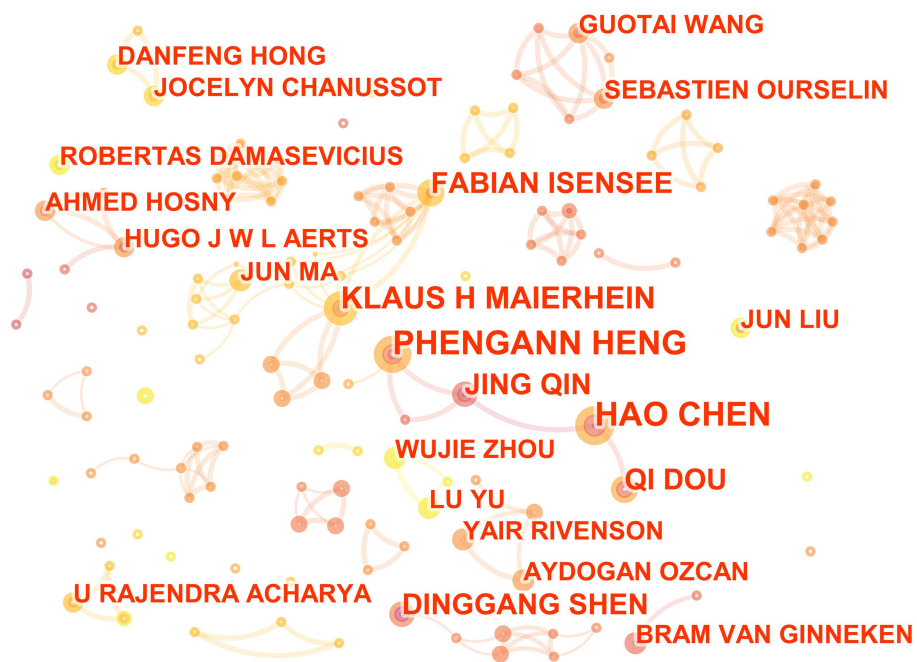 GUOTAI WANG
DANFENG HONG
JOCELYN CHANUSSOT
SEBASTIEN OURSELIN
ROBERTAS DAMASEVICIUS
FABIAN ISENSEE
AHMED HOSNY
HUGO J W L AERTS
JUN MA
KLAUS H MAIERHEIN
JUN LIU
PHENGANN HENG
JING QIN
HAO CHEN
WUJIE ZHOU
QI DOU
LU YU
YAIR RIVENSON
AYDOGAN OZCAN
U RAJENDRA ACHARYA
DINGGANG SHEN
BRAM VAN GINNEKEN